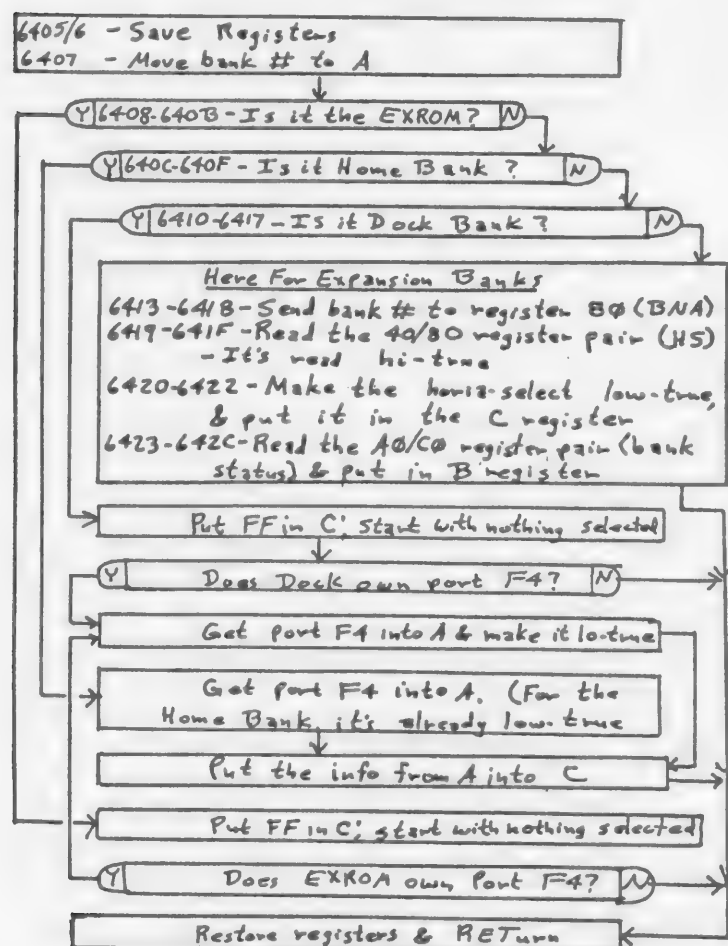 6405/6 - Save Registers
6407 - Move bank # to A
Y 6408-640B - Is it the EXROM? N
Y 640C-640F - Is it Home Bank ? N
Y 6410-6417 - Is it Dock Bank ? N
Here For Expansion Banks
6413-6418 - Send bank # to register 8Ø (BNA)
6419-641F - Read the 40/80 register pair (HS)
- It's read hi-true
6420-6422 - Make the horiz-select low-true,
& put it in the C register
6423-642C - Read the AØ/CØ register pair (bank
status) & put in B register
Put FF in C; start with nothing selected
Y Does Dock own port F4? N
Get port F4 into A & make it lo-true
Get port F4 into A. (For the
Home Bank, it's already low-true
Put the info from A into C
Put FF in C; start with nothing selected
Y Does EXROM own Port F4? N
Restore registers & RETurn